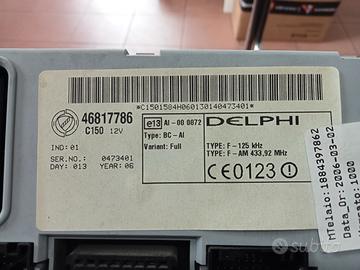 *C1501584H060130140473401*
46817786
C150 12V
e13 AI-00 0872
DELPHI
Type: BC-AI
Variant: Full
TYPE: F-125 kHz
TYPE: F-AM 433,92 MHz
IND: 01
SER.NO.: 0473401
DAY: 013 YEAR: 06
CE0123
MTelaio:1884397862
Data_Or:2006-03-02
:1000
subito